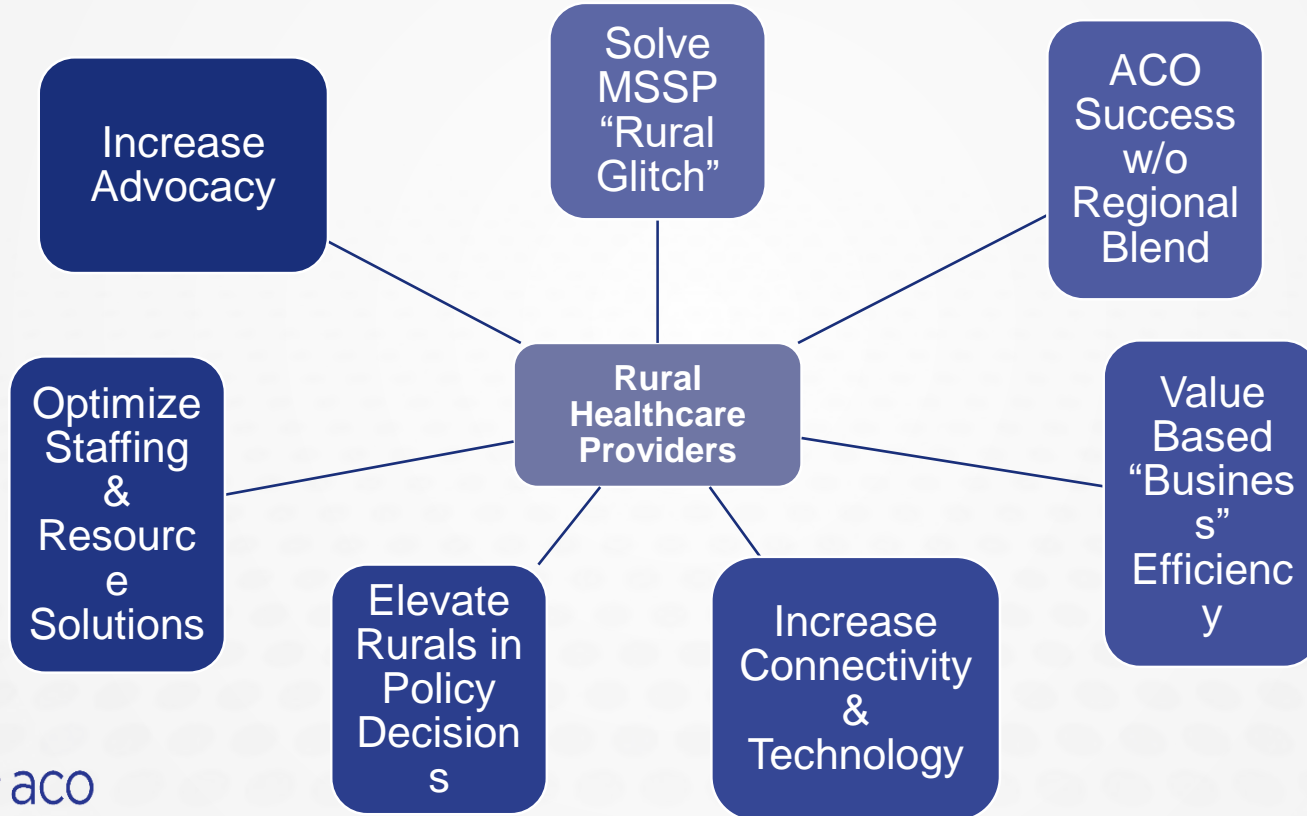 Solve
MSSP
“Rural
Glitch”
ACO
Success
w/o
Regional
Blend
Value
Based
“Busines
s”
Efficienc
y
Increase
Connectivity
&
Technology
Elevate
Rurals in
Policy
Decision
s
Optimize
Staffing
&
Resourc
e
Solutions
Increase
Advocacy
Rural
Healthcare
Providers
aco